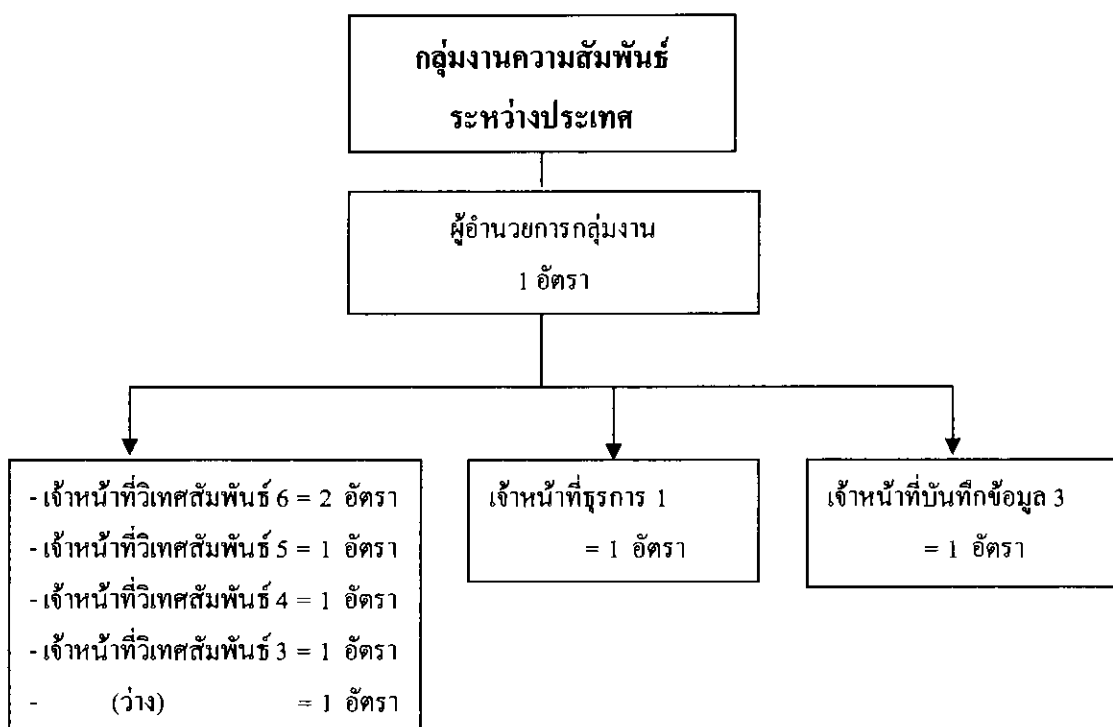 กลุ่มงานความสัมพันธ์
ระหว่างประเทศ
ผู้อำนวยการกลุ่มงาน
1 อัตรา
- เจ้าหน้าที่วิเทศสัมพันธ์ 6 = 2 อัตรา
- เจ้าหน้าที่วิเทศสัมพันธ์ 5 = 1 อัตรา
- เจ้าหน้าที่วิเทศสัมพันธ์ 4 = 1 อัตรา
- เจ้าหน้าที่วิเทศสัมพันธ์ 3 = 1 อัตรา
- (ว่าง) = 1 อัตรา
เจ้าหน้าที่ธุรการ 1
= 1 อัตรา
เจ้าหน้าที่บันทึกข้อมูล 3
= 1 อัตรา